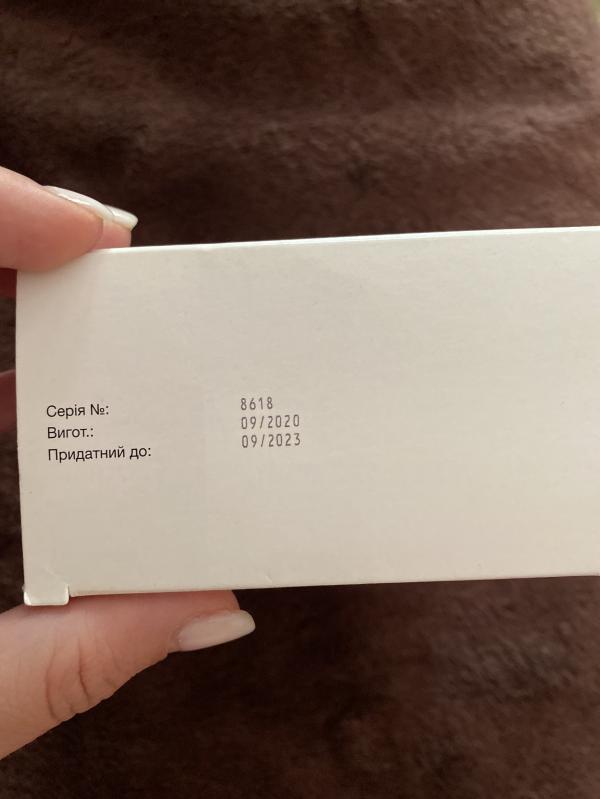 Серія №: 8618
Вигот.: 09/2020
Придатний до: 09/2023